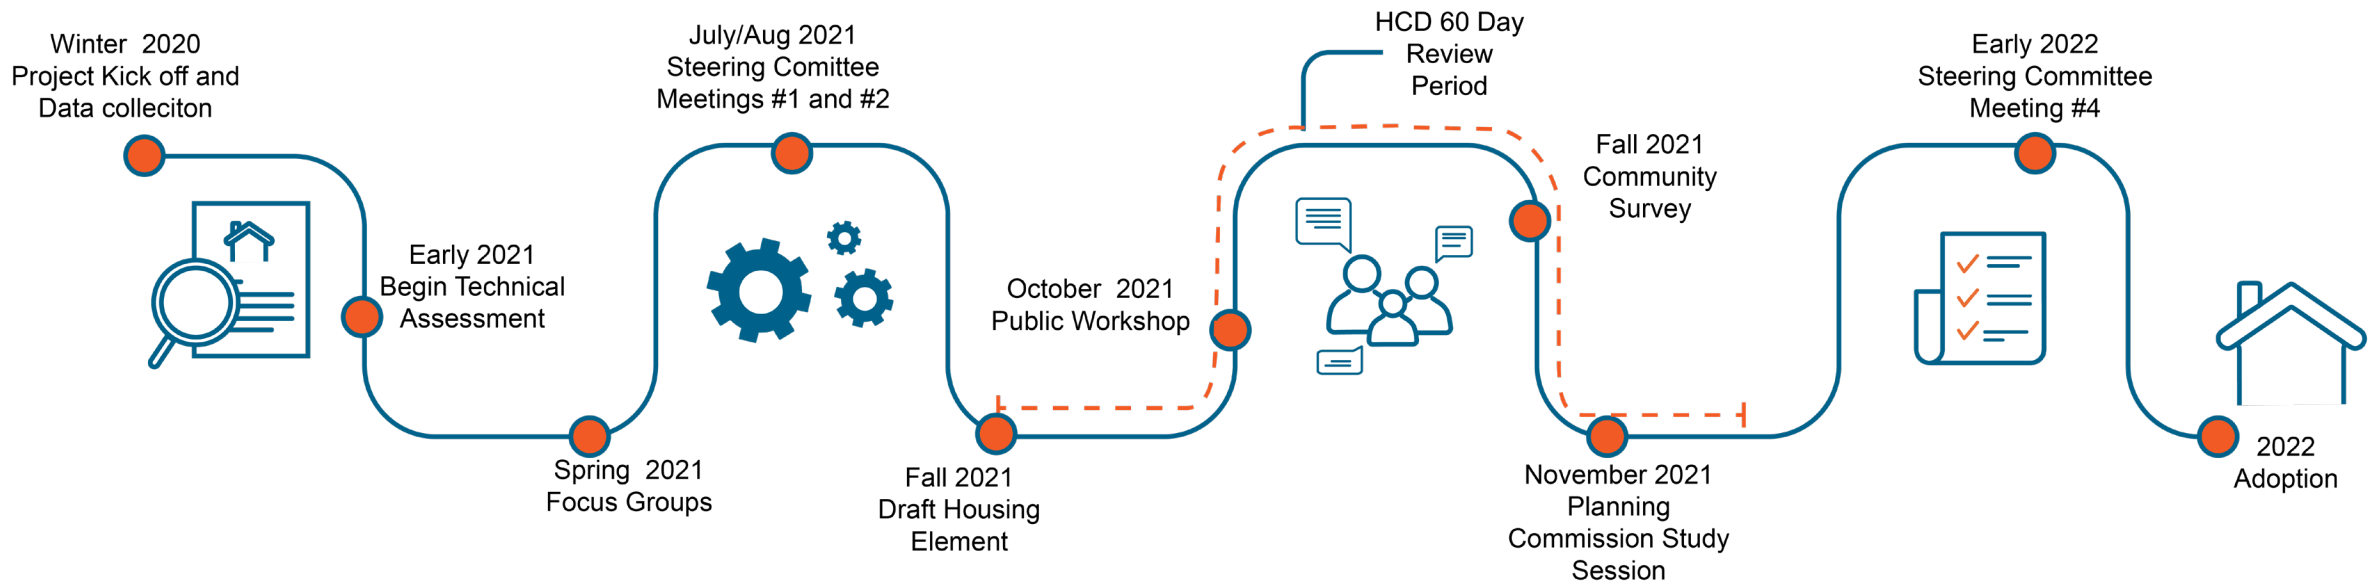 Winter 2020
Project Kick off and
Data colleciton
Early 2021
Begin Technical
Assessment
Spring 2021
Focus Groups
July/Aug 2021
Steering Comittee
Meetings #1 and #2
Fall 2021
Draft Housing
Element
October 2021
Public Workshop
HCD 60 Day
Review
Period
Fall 2021
Community
Survey
November 2021
Planning
Commission Study
Session
Early 2022
Steering Committee
Meeting #4
2022
Adoption